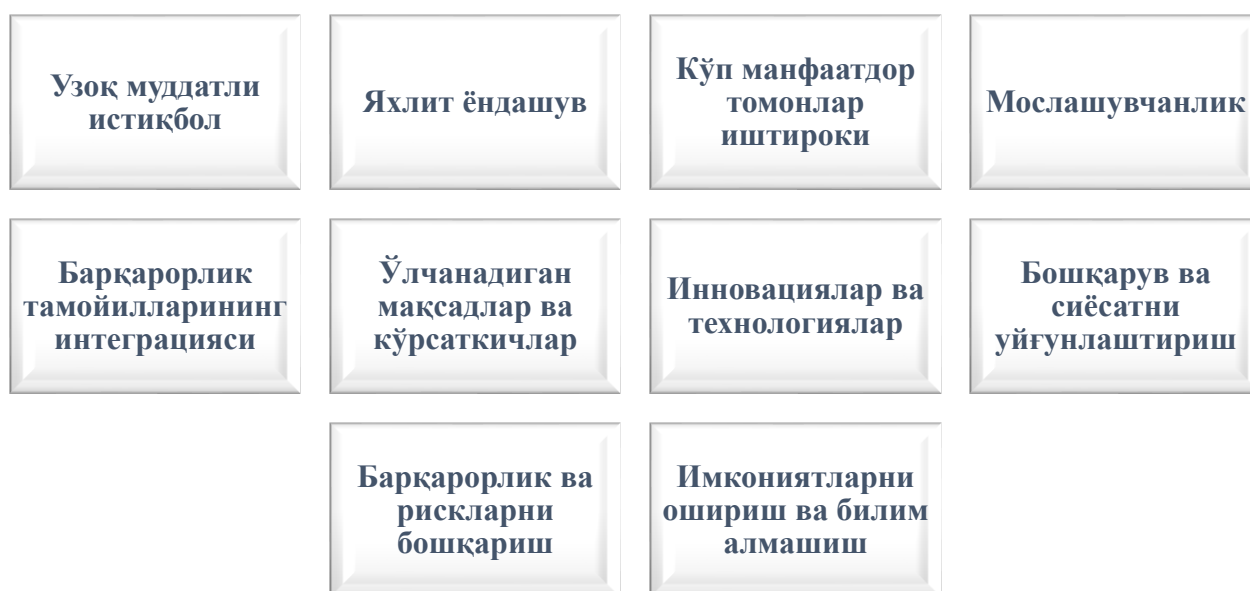 Узоқ муддатли
истиқбол
Яхлит ёндашув
Кўп манфаатдор
томонлар
иштироки
Мослашувчанлик
Барқарорлик
тамойилларининг
интеграцияси
Ўлчанадиган
мақсадлар ва
кўрсаткичлар
Инновациялар ва
технологиялар
Бошқарув ва
сиёсатни
уйғунлаштириш
Барқарорлик ва
рискларни
бошқариш
Имкониятларни
ошириш ва билим
алмашиш